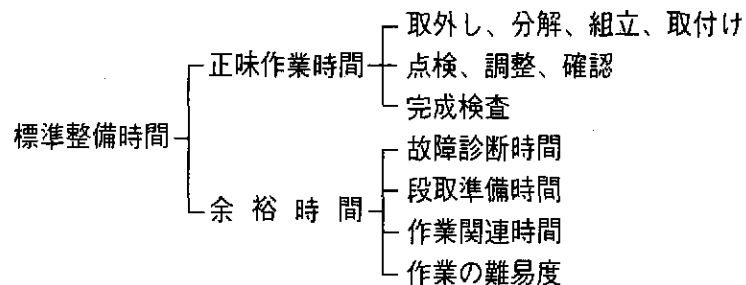 取外し、分解、組立、取付け
正味作業時間
点検、調整、確認
完成検査
標準整備時間
故障診断時間
段取準備時間
余裕時間
作業関連時間
作業の難易度